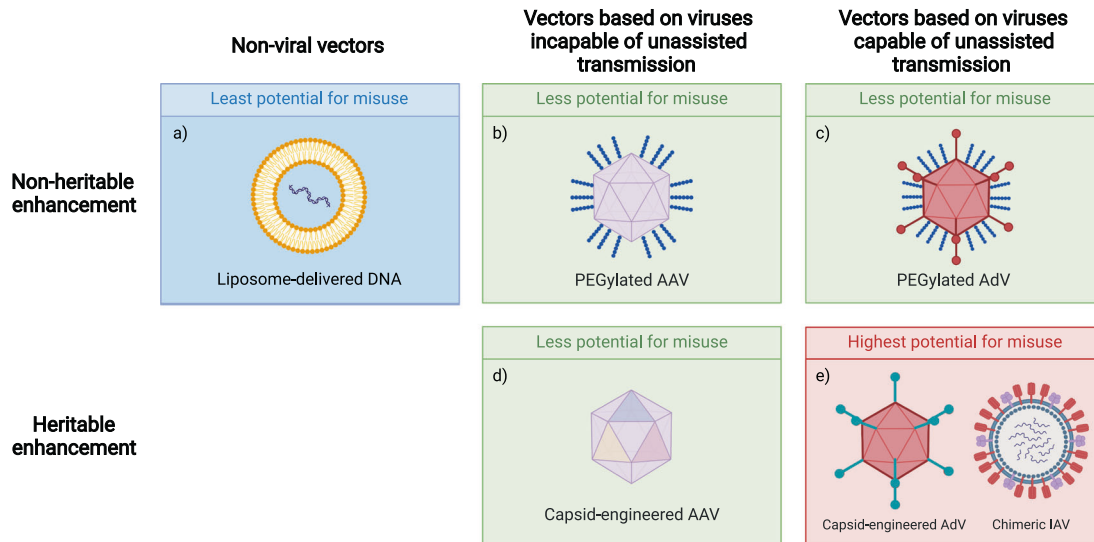 Non-viral vectors
Vectors based on viruses
incapable of unassisted
transmission
Vectors based on viruses
capable of unassisted
transmission
Non-heritable
enhancement
Least potential for misuse
a)
Liposome-delivered DNA
Less potential for misuse
b)
PEGylated AAV
Less potential for misuse
c)
PEGylated AdV
Heritable
enhancement
Less potential for misuse
d)
Capsid-engineered AAV
Highest potential for misuse
e)
Capsid-engineered AdV
Chimeric IAV